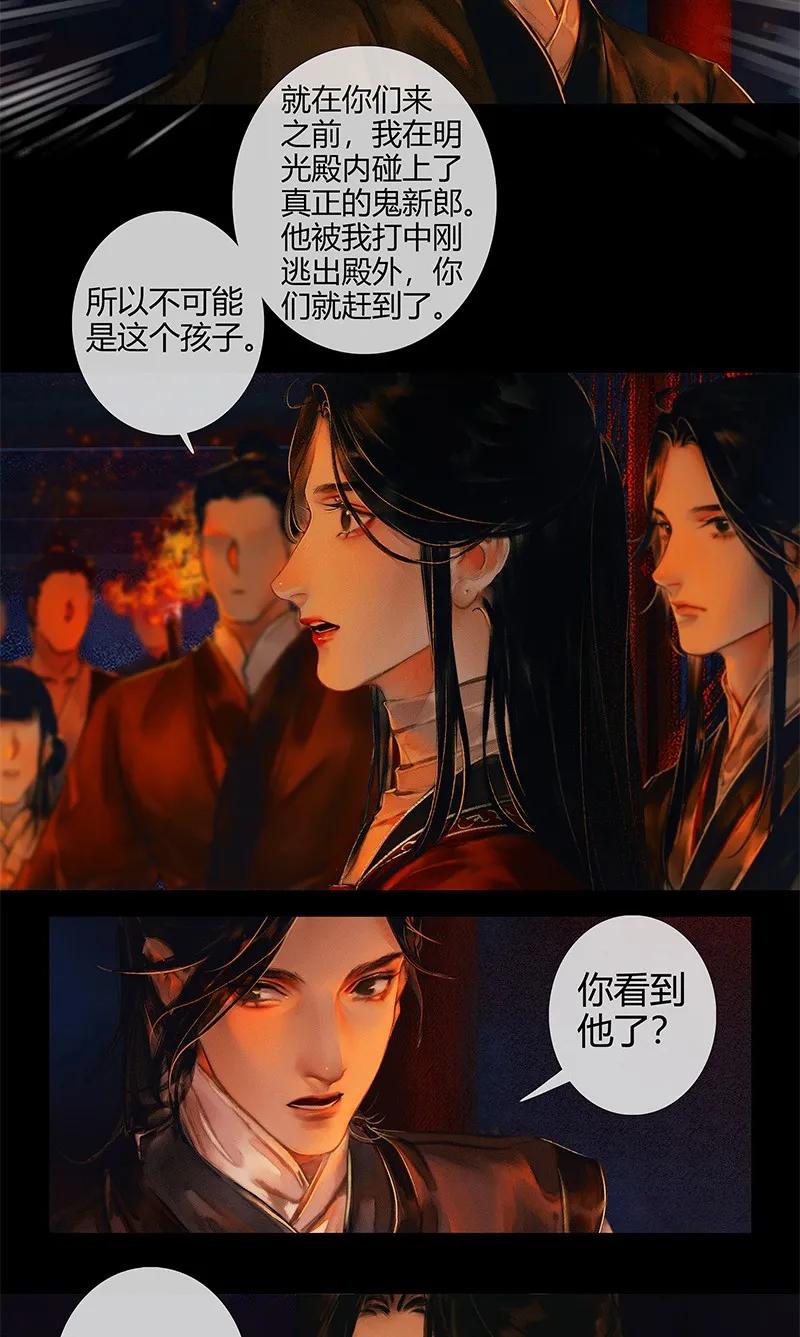 就在你们来
之前，我在明
光殿内碰上了
真正的鬼新郎。
他被我打中刚
逃出殿外，你
们就赶到了。
所以不可能
是这个孩子。
你看到
他了？